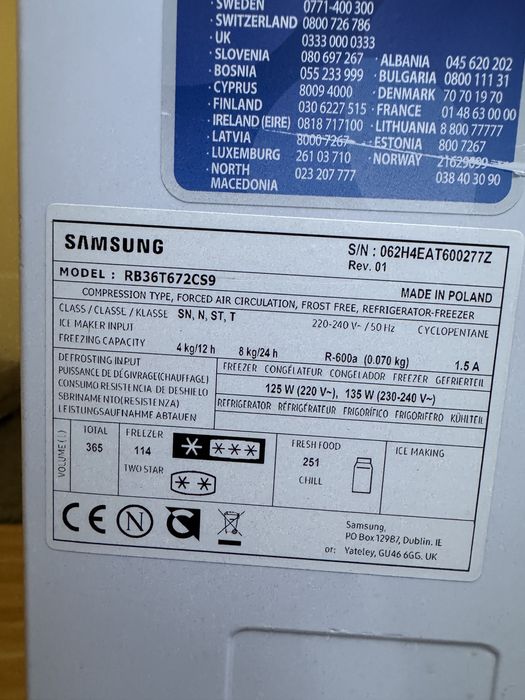 · SWEDEN 0771-400 300
· SWITZERLAND 0800 726 786
· UK 0333 000 0333
· SLOVENIA 080 697 267
· BOSNIA 055 233 999
· CYPRUS 8009 4000
· FINLAND 030 6227 515
· IRELAND (EIRE) 0818 717100
· LATVIA 8000 7267
· LUXEMBURG 261 03 710
· NORTH MACEDONIA 023 207 777
· ALBANIA 045 620 202
· BULGARIA 0800 111 31
· DENMARK 70 70 19 70
· FRANCE 01 48 63 00 00
· LITHUANIA 8 800 77777
· ESTONIA 800 7267
· NORWAY 21629099
038 40 30 90
SAMSUNG
S/N : 062H4EAT600277Z
Rev. 01
MODEL : RB36T672CS9
MADE IN POLAND
COMPRESSION TYPE, FORCED AIR CIRCULATION, FROST FREE, REFRIGERATOR-FREEZER
CLASS / CLASSE / KLASSE SN, N, ST, T 220-240 V~ / 50 Hz CYCLOPENTANE
ICE MAKER INPUT
FREEZING CAPACITY 4 kg/12 h 8 kg/24 h R-600a (0.070 kg) 1.5 A
DEFROSTING INPUT
PUISSANCE DE DÉGIVRAGE(CHAUFFAGE)
CONSUMO RESISTENCIA DE DESHIELO
SBRINAMENTO(RESISTENZA)
LEISTUNGSAUFNAHME ABTAUEN
FREEZER CONGÉLATEUR CONGELADOR FREEZER GEFRIERTEIL
125 W (220 V~), 135 W (230-240 V~)
REFRIGERATOR RÉFRIGÉRATEUR FRIGORÍFICO FRIGORIFERO KÜHLTEIL
VOLUME(L)
TOTAL
365
FREEZER
114
TWO STAR
FRESH FOOD
251
CHILL
ICE MAKING
CE N
Samsung,
PO Box 12987, Dublin. IE
or: Yateley, GU46 6GG. UK